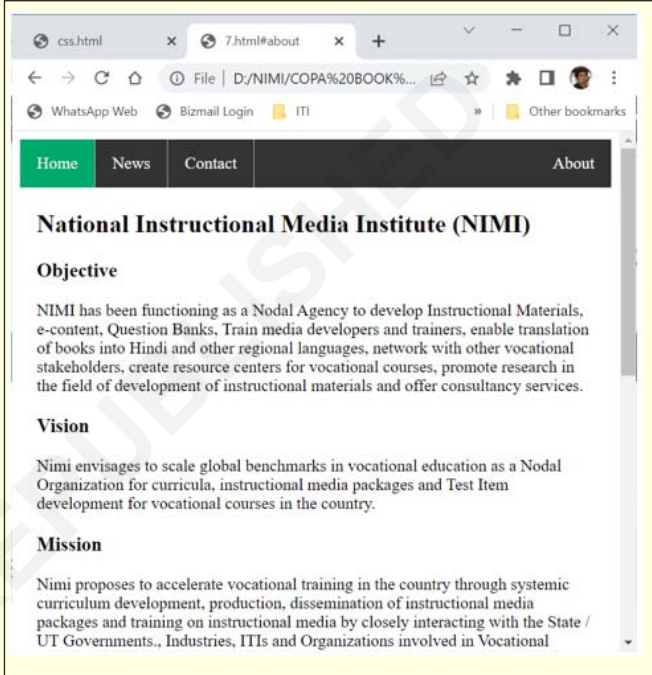 css.html
7.html#about
File | D:/NIMI/COPA%20BOOK%...
WhatsApp Web Bizmail Login ITI » Other bookmarks
Home News Contact About
National Instructional Media Institute (NIMI)
Objective
NIMI has been functioning as a Nodal Agency to develop Instructional Materials,
e-content, Question Banks, Train media developers and trainers, enable translation
of books into Hindi and other regional languages, network with other vocational
stakeholders, create resource centers for vocational courses, promote research in
the field of development of instructional materials and offer consultancy services.
Vision
Nimi envisages to scale global benchmarks in vocational education as a Nodal
Organization for curricula, instructional media packages and Test Item
development for vocational courses in the country.
Mission
Nimi proposes to accelerate vocational training in the country through systemic
curriculum development, production, dissemination of instructional media
packages and training on instructional media by closely interacting with the State /
UT Governments., Industries, ITIs and Organizations involved in Vocational